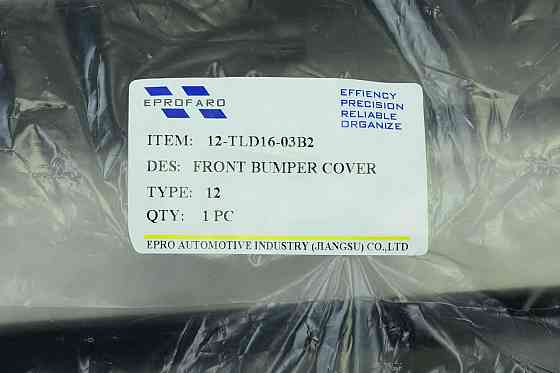 EPROFARO
EFFIENCY
PRECISION
RELIABLE
ORGANIZE
ITEM: 12-TLD16-03B2
DES: FRONT BUMPER COVER
TYPE: 12
QTY: 1 PC
EPRO AUTOMOTIVE INDUSTRY (JIANGSU) CO.,LTD